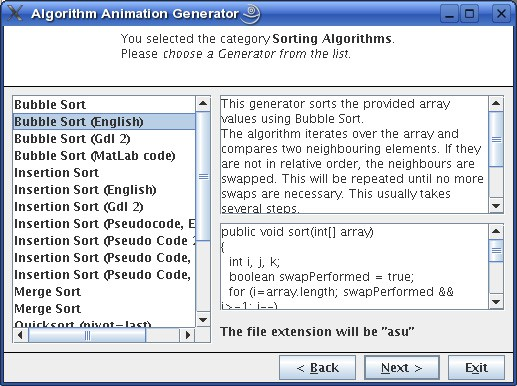 Algorithm Animation Generator
You selected the category Sorting Algorithms.
Please choose a Generator from the list.
Bubble Sort
Bubble Sort (English)
Bubble Sort (Gdl 2)
Bubble Sort (MatLab code)
Insertion Sort
Insertion Sort (English)
Insertion Sort (Gdl 2)
Insertion Sort (Pseudocode, E
Insertion Sort (Pseudo Code 2
Insertion Sort (Pseudo Code,
Insertion Sort (Pseudo Code,
Merge Sort
Merge Sort
Quicksort (pivot=last)
This generator sorts the provided array
values using Bubble Sort.
The algorithm iterates over the array and
compares two neighbouring elements. If they
are not in relative order, the neighbours are
swapped. This will be repeated until no more
swaps are necessary. This usually takes
several steps.
public void sort(int[] array)
{
int i, j, k;
boolean swapPerformed = true;
for (i=array.length; swapPerformed &&
i>-1; i--)
The file extension will be "asu"
< Back
Next >
Exit